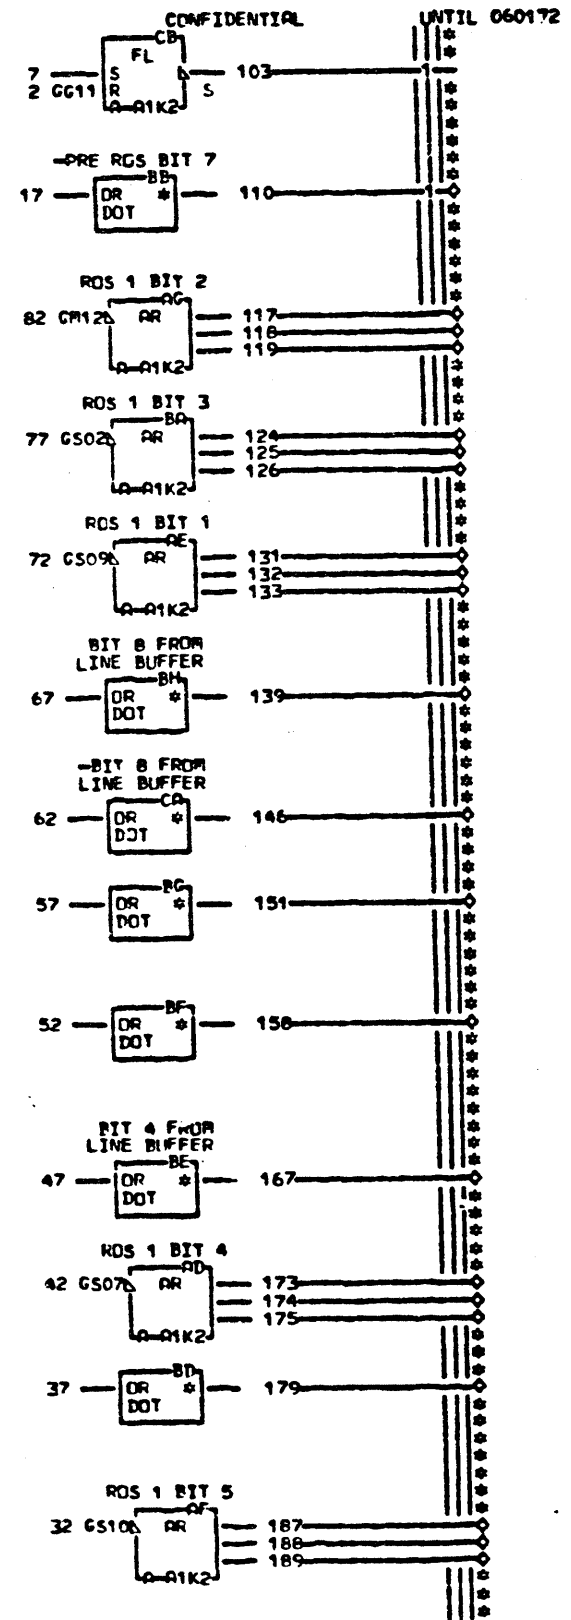 CONFIDENTIAL UNTIL 060172
CB
FL
7 S 103 1
2 GG11 R S
A A1K2
-PRE ROS BIT 7
BB
17 OR * 110 1
DOT
ROS 1 BIT 2
AG
82 GM12 AR 117
118
119
A A1K2
ROS 1 BIT 3
BA
77 GS02 AR 124
125
126
A A1K2
ROS 1 BIT 1
AE
72 GS09 AR 131
132
133
A A1K2
BIT 8 FROM
LINE BUFFER
BH
67 OR * 139
DOT
-BIT 8 FROM
LINE BUFFER
CA
62 OR * 146
DOT
BG
57 OR * 151
DOT
BF
52 OR * 158
DOT
BIT 4 FROM
LINE BUFFER
BE
47 OR * 167
DOT
ROS 1 BIT 4
AD
42 GS07 AR 173
174
175
A A1K2
BD
37 OR * 179
DOT
ROS 1 BIT 5
AF
32 GS10 AR 187
188
189
A A1K2